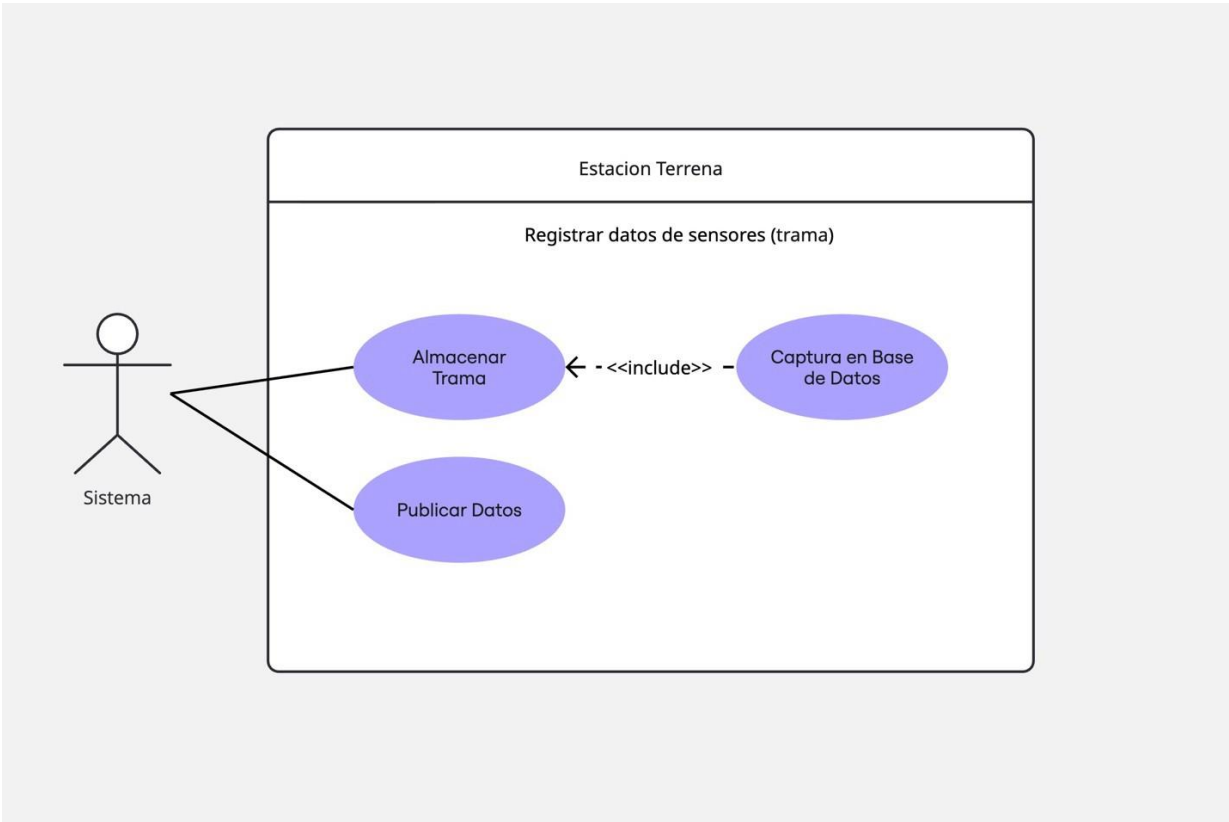 Estacion Terrena
Registrar datos de sensores (trama)
Almacenar
Trama
<<include>>
Captura en Base
de Datos
Publicar Datos
Sistema